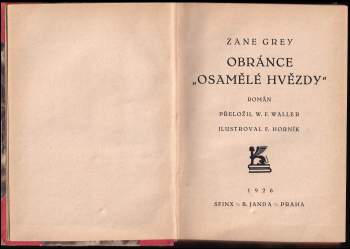 ZANE GREY
OBRÁNCE
„OSAMĚLÉ HVĚZDY“
ROMÁN
PŘELOŽIL W. F. WALLER
ILUSTROVAL F. HORNÍK
1926
SFINX B. JANDA PRAHA